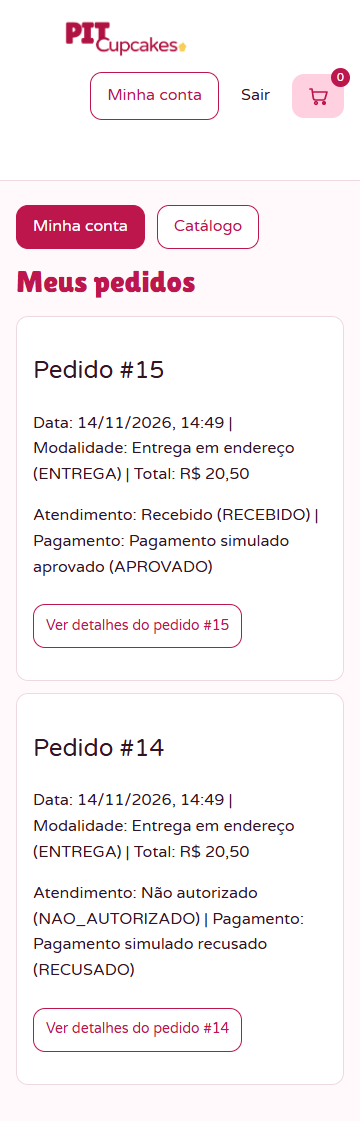 PIT
Cupcakes
Minha conta
Sair
0
Minha conta
Catálogo
Meus pedidos
Pedido #15
Data: 14/11/2026, 14:49 |
Modalidade: Entrega em endereço
(ENTREGA) | Total: R$ 20,50
Atendimento: Recebido (RECEBIDO) |
Pagamento: Pagamento simulado
aprovado (APROVADO)
Ver detalhes do pedido #15
Pedido #14
Data: 14/11/2026, 14:49 |
Modalidade: Entrega em endereço
(ENTREGA) | Total: R$ 20,50
Atendimento: Não autorizado
(NAO_AUTORIZADO) | Pagamento:
Pagamento simulado recusado
(RECUSADO)
Ver detalhes do pedido #14